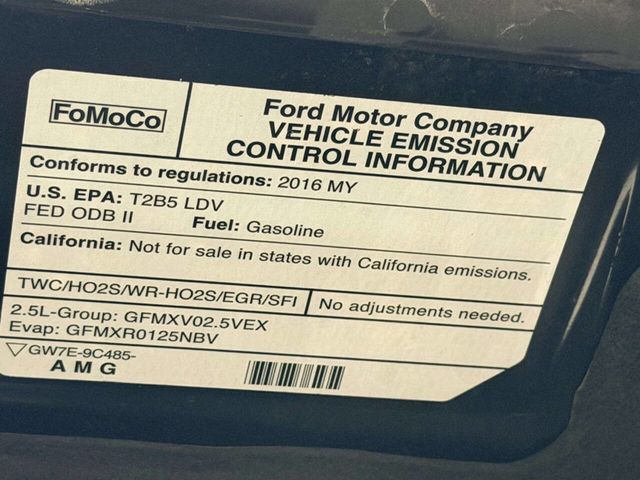 FoMoCo
Ford Motor Company
VEHICLE EMISSION
CONTROL INFORMATION
Conforms to regulations: 2016 MY
U.S. EPA: T2B5 LDV
FED ODB II Fuel: Gasoline
California: Not for sale in states with California emissions.
TWC/HO2S/WR-HO2S/EGR/SFI No adjustments needed.
2.5L-Group: GFMXV02.5VEX
Evap: GFMXR0125NBV
GW7E-9C485-
A M G